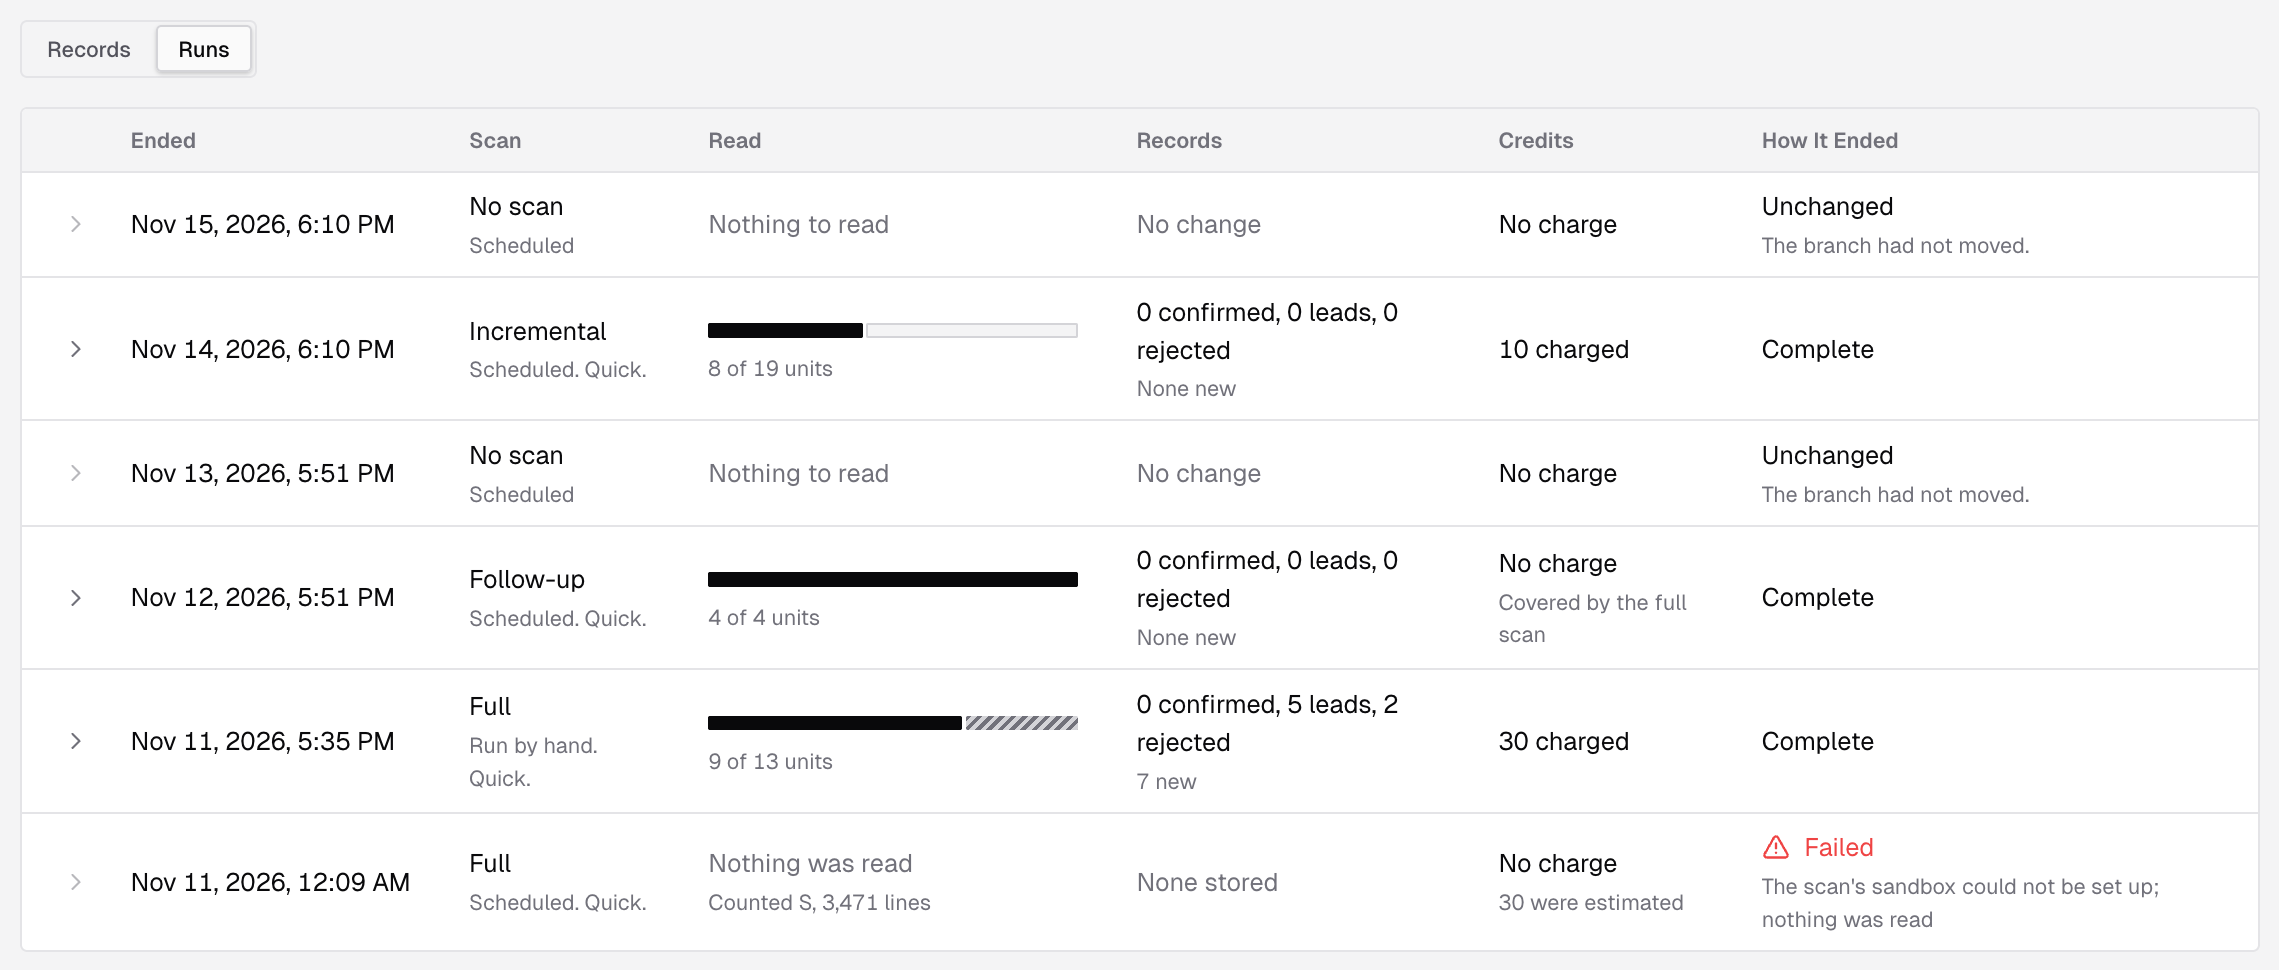 Records Runs
Ended Scan Read Records Credits How It Ended
Nov 15, 2026, 6:10 PM
No scan
Scheduled
Nothing to read
No change
No charge
Unchanged
The branch had not moved.
Nov 14, 2026, 6:10 PM
Incremental
Scheduled. Quick.
8 of 19 units
0 confirmed, 0 leads, 0
rejected
None new
10 charged
Complete
Nov 13, 2026, 5:51 PM
No scan
Scheduled
Nothing to read
No change
No charge
Unchanged
The branch had not moved.
Nov 12, 2026, 5:51 PM
Follow-up
Scheduled. Quick.
4 of 4 units
0 confirmed, 0 leads, 0
rejected
None new
No charge
Covered by the full
scan
Complete
Nov 11, 2026, 5:35 PM
Full
Run by hand.
Quick.
9 of 13 units
0 confirmed, 5 leads, 2
rejected
7 new
30 charged
Complete
Nov 11, 2026, 12:09 AM
Full
Scheduled. Quick.
Nothing was read
Counted S, 3,471 lines
None stored
No charge
30 were estimated
Failed
The scan's sandbox could not be set up;
nothing was read